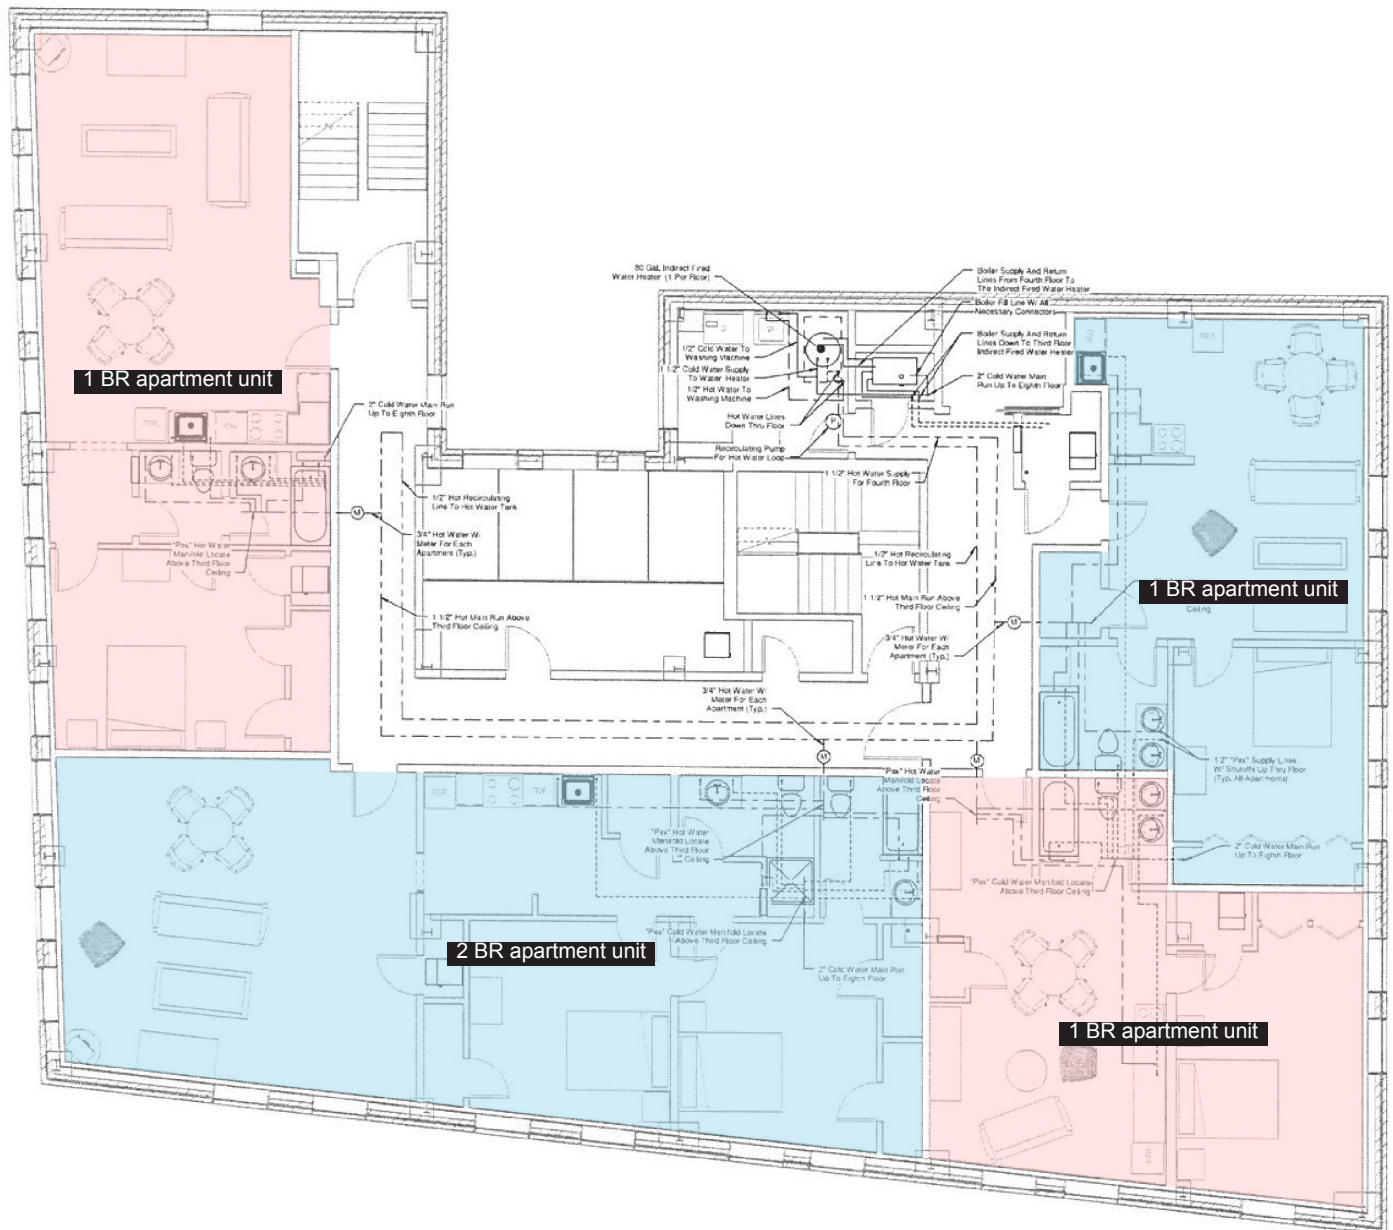 80 Gal. Indirect Fired
Water Heater (1 Per Floor)
Boiler Supply And Return
Lines From Fourth Floor To
The Indirect Fired Water Heater
Boiler Fill Line W/ All
Necessary Connectors
Boiler Supply And Return
Lines Down To Third Floor
Indirect Fired Water Heater
1/2" Cold Water To
Washing Machine
1 1/2" Cold Water Supply
To Water Heater
1/2" Hot Water To
Washing Machine
2" Cold Water Main
Run Up To Eighth Floor
REF.
1 BR apartment unit
2" Cold Water Main Run
Up To Eighth Floor
Hot Water Lines
Down Thru Floor
P
Recirculating Pump
For Hot Water Loop
1 1/2" Hot Water Supply
For Fourth Floor
1/2" Hot Recirculating
Line To Hot Water Tank
M
3/4" Hot Water W/
Meter For Each
Apartment (Typ.)
"Pex" Hot Water
Manifold Locate
Above Third Floor
Ceiling
1/2" Hot Recirculating
Line To Hot Water Tank
1 BR apartment unit
Ceiling
1 1/2" Hot Main Run Above
Third Floor Ceiling
1 1/2" Hot Main Run Above
Third Floor Ceiling
M
3/4" Hot Water W/
Meter For Each
Apartment (Typ.)
3/4" Hot Water W/
Meter For Each
Apartment (Typ.)
M
M
1/2" "Pex" Supply Lines
W/ Shutoffs Up Thru Floor
(Typ. All Apartments)
"Pex" Hot Water
Manifold Locate
Above Third Floor
Ceiling
"Pex" Hot Water
Manifold Locate
Above Third Floor
Ceiling
2" Cold Water Main Run
Up To Eighth Floor
"Pex" Cold Water Manifold Locate
Above Third Floor Ceiling
"Pex" Cold Water Manifold Locate
Above Third Floor Ceiling
2 BR apartment unit
2" Cold Water Main Run
Up To Eighth Floor
1 BR apartment unit
REF